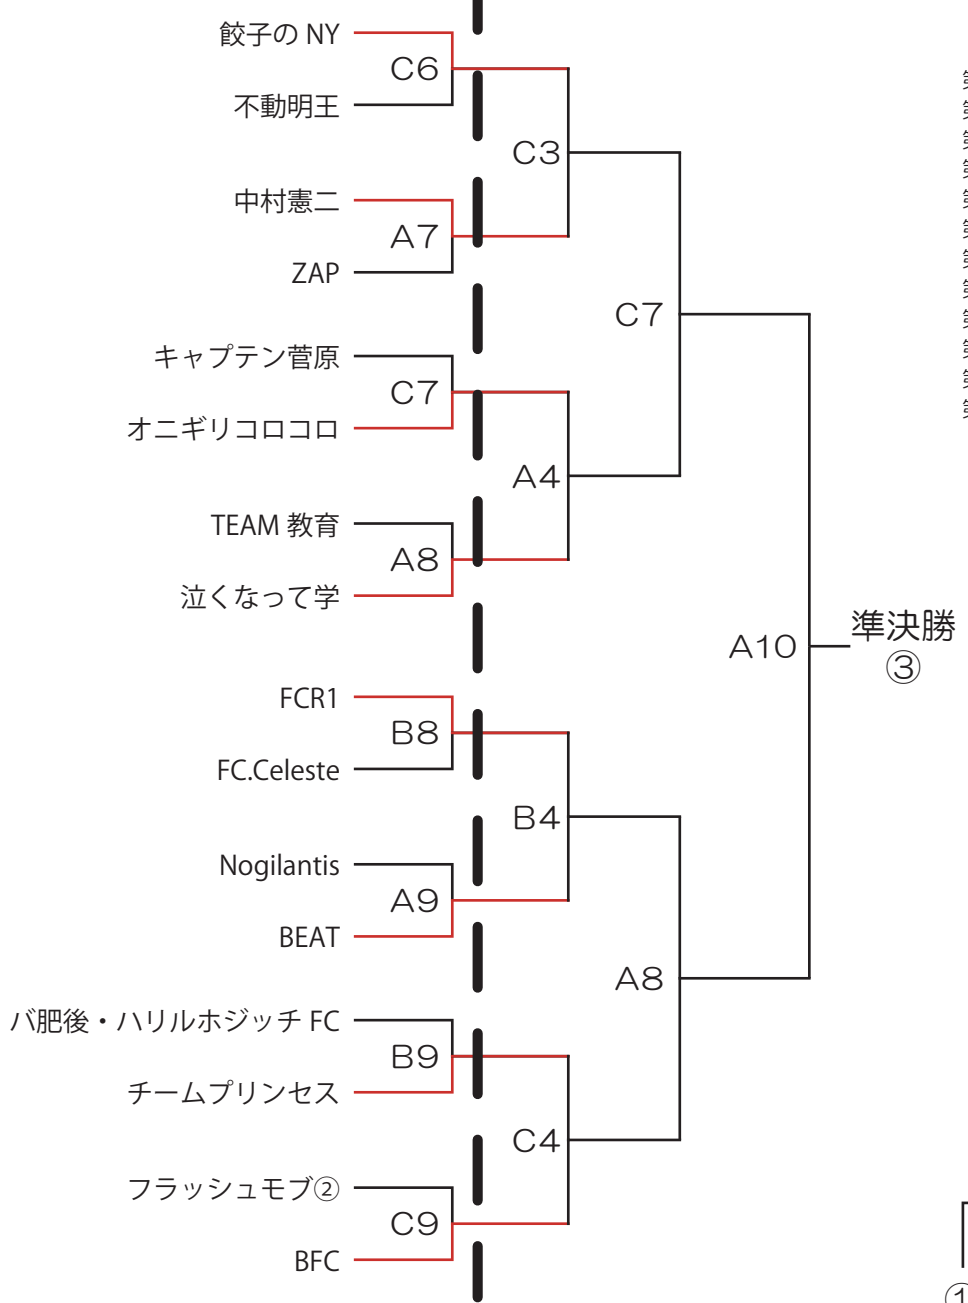 餃子の NY
C6
不動明王
C3
中村憲二
A7
ZAP
C7
キャプテン菅原
C7
オニギリコロコロ
A4
TEAM 教育
A8
泣くなって学
A10
準決勝
③
FCR1
B8
FC.Celeste
B4
Nogilantis
A9
BEAT
A8
バ肥後・ハリルホジッチ FC
B9
チームプリンセス
C4
フラッシュモブ②
C9
BFC